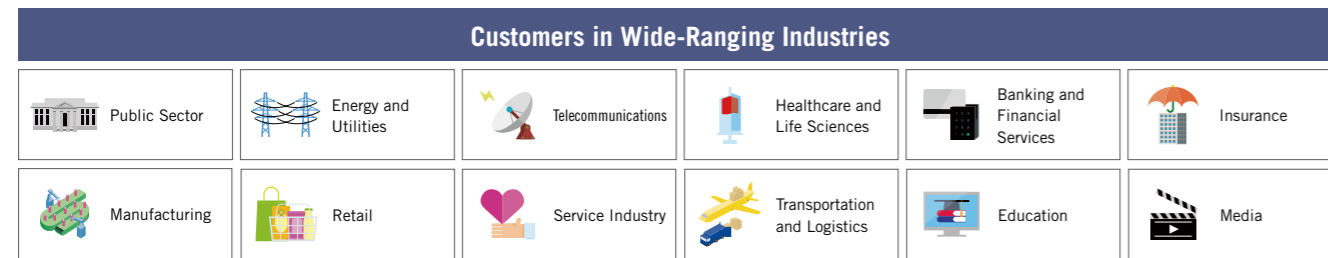 Customers in Wide-Ranging Industries
Public Sector
Energy and
Utilities
Telecommunications
Healthcare and
Life Sciences
Banking and
Financial
Services
Insurance
Manufacturing
Retail
Service Industry
Transportation
and Logistics
Education
Media